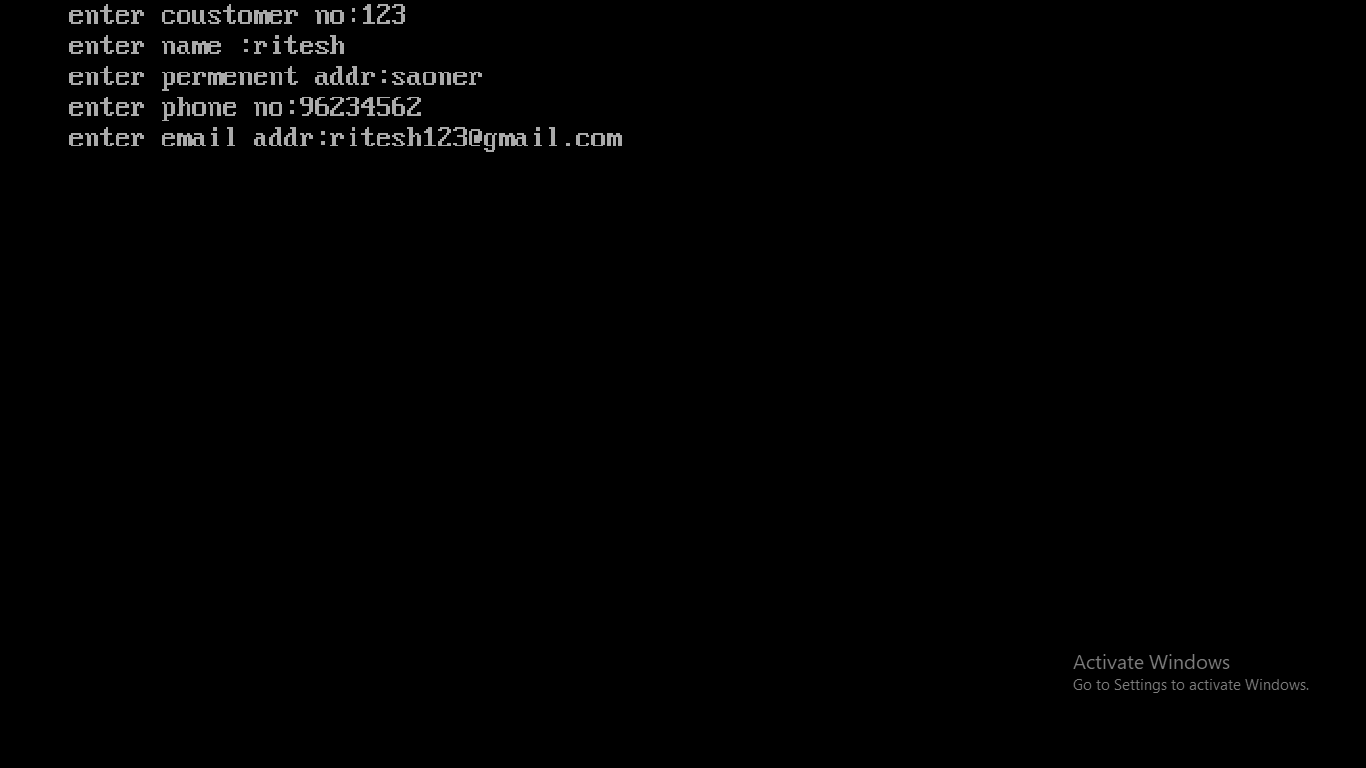 enter coustomer no:123
enter name :ritesh
enter permenent addr:saoner
enter phone no:96234562
enter email addr:ritesh123@gmail.com
Activate Windows
Go to Settings to activate Windows.